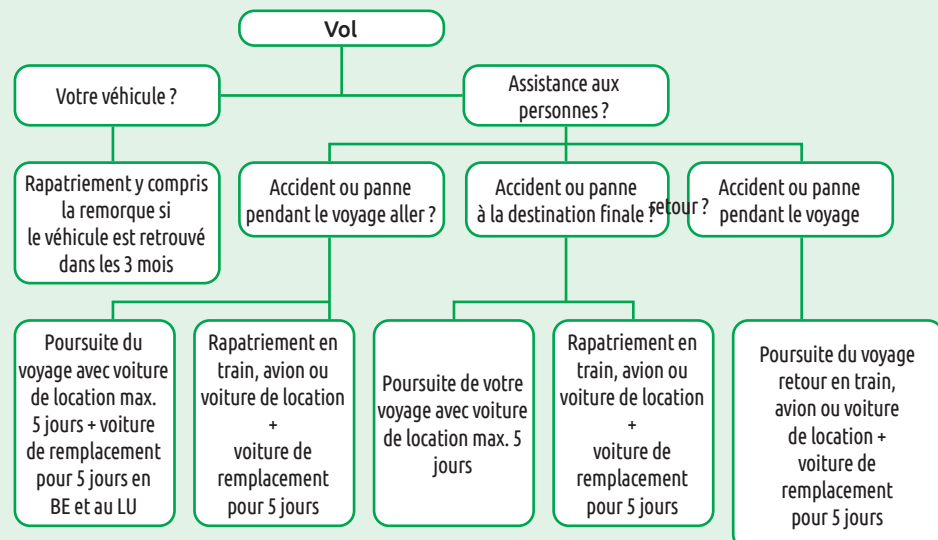 Vol
Votre véhicule ?
Assistance aux
personnes ?
Rapatriement y compris
la remorque si
le véhicule est retrouvé
dans les 3 mois
Accident ou panne
pendant le voyage aller ?
Accident ou panne
à la destination finale ?
Accident ou panne
pendant le voyage
retour ?
Poursuite du
voyage avec voiture
de location max.
5 jours + voiture
de remplacement
pour 5 jours en
BE et au LU
Rapatriement en
train, avion ou
voiture de location
+
voiture de
remplacement
pour 5 jours
Poursuite de votre
voyage avec voiture
de location max. 5
jours
Rapatriement en
train, avion ou
voiture de location
+
voiture de
remplacement
pour 5 jours
Poursuite du voyage
retour en train,
avion ou voiture
de location +
voiture de
remplacement
pour 5 jours